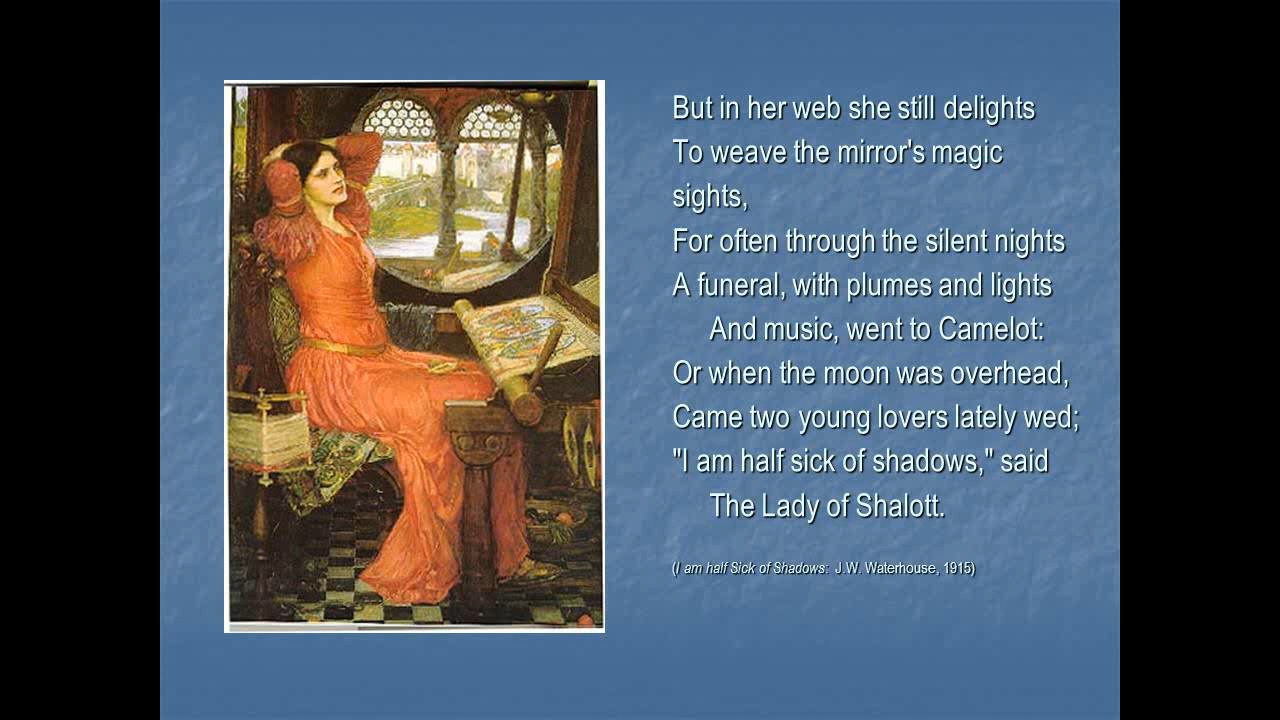 But in her web she still delights
To weave the mirror's magic
sights,
For often through the silent nights
A funeral, with plumes and lights
And music, went to Camelot:
Or when the moon was overhead,
Came two young lovers lately wed;
"I am half sick of shadows," said
The Lady of Shalott.
(I am half Sick of Shadows:  J.W. Waterhouse, 1915)